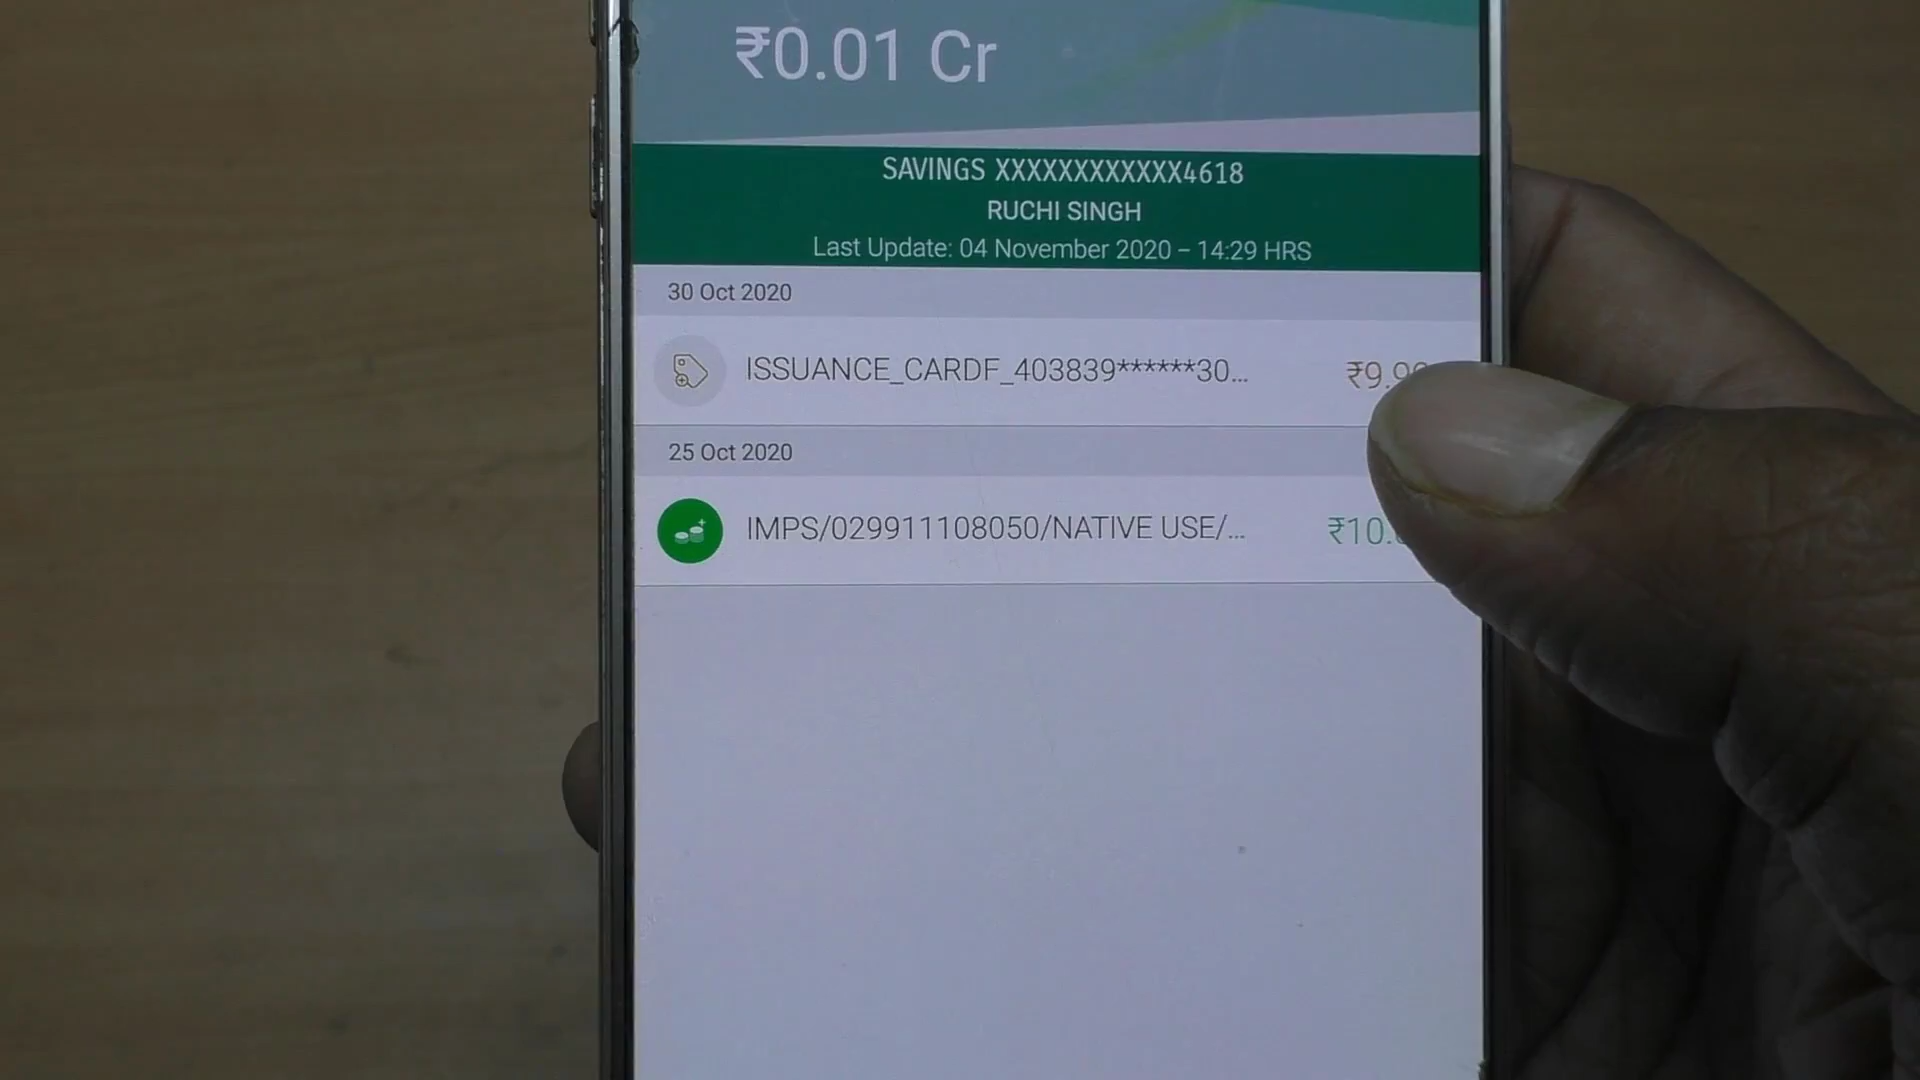 ₹0.01 Cr
SAVINGS XXXXXXXXXXXX4618
RUCHI SINGH
Last Update: 04 November 2020 – 14:29 HRS
30 Oct 2020
ISSUANCE_CARDF_403839******30...
25 Oct 2020
IMPS/029911108050/NATIVE USE/...